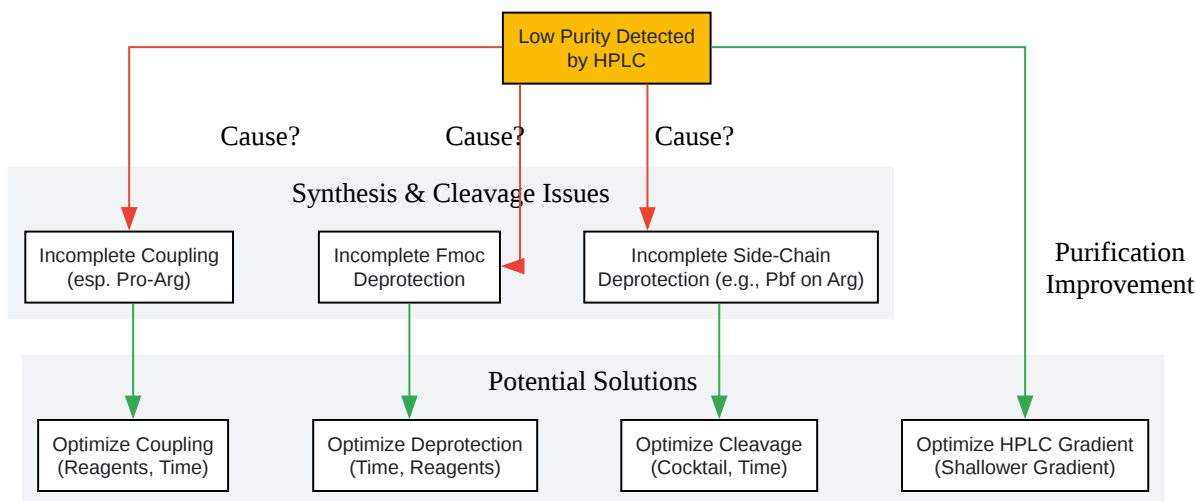 Low Purity Detected
by HPLC
Cause?
Cause?
Cause?
Synthesis & Cleavage Issues
Incomplete Coupling
(esp. Pro-Arg)
Incomplete Fmoc
Deprotection
Incomplete Side-Chain
Deprotection (e.g., Pbf on Arg)
Purification
Improvement
Potential Solutions
Optimize Coupling
(Reagents, Time)
Optimize Deprotection
(Time, Reagents)
Optimize Cleavage
(Cocktail, Time)
Optimize HPLC Gradient
(Shallower Gradient)